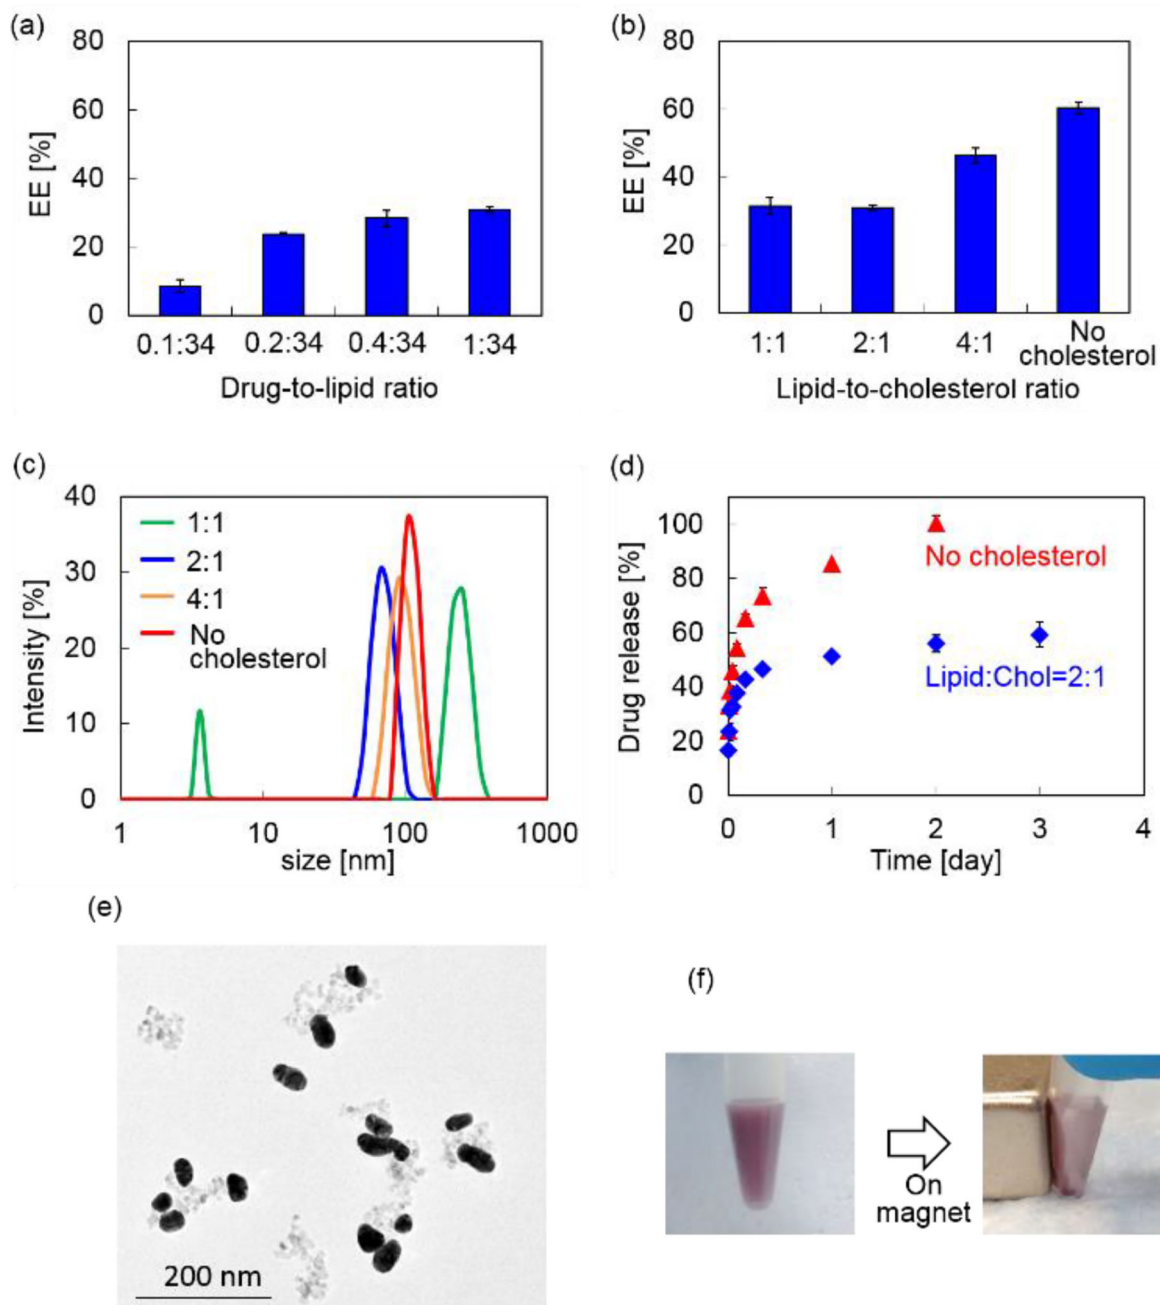 (a)
80
60
40
20
0
EE [%]
0.1:34 0.2:34 0.4:34 1:34
Drug-to-lipid ratio
(b)
80
60
40
20
0
EE [%]
1:1 2:1 4:1 No
cholesterol
Lipid-to-cholesterol ratio
(c)
40
30
20
10
0
Intensity [%]
1:1
2:1
4:1
No
cholesterol
1 10 100 1000
size [nm]
(d)
100
80
60
40
20
0
Drug release [%]
No cholesterol
Lipid:Chol=2:1
0 1 2 3 4
Time [day]
(e)
200 nm
(f)
On
magnet